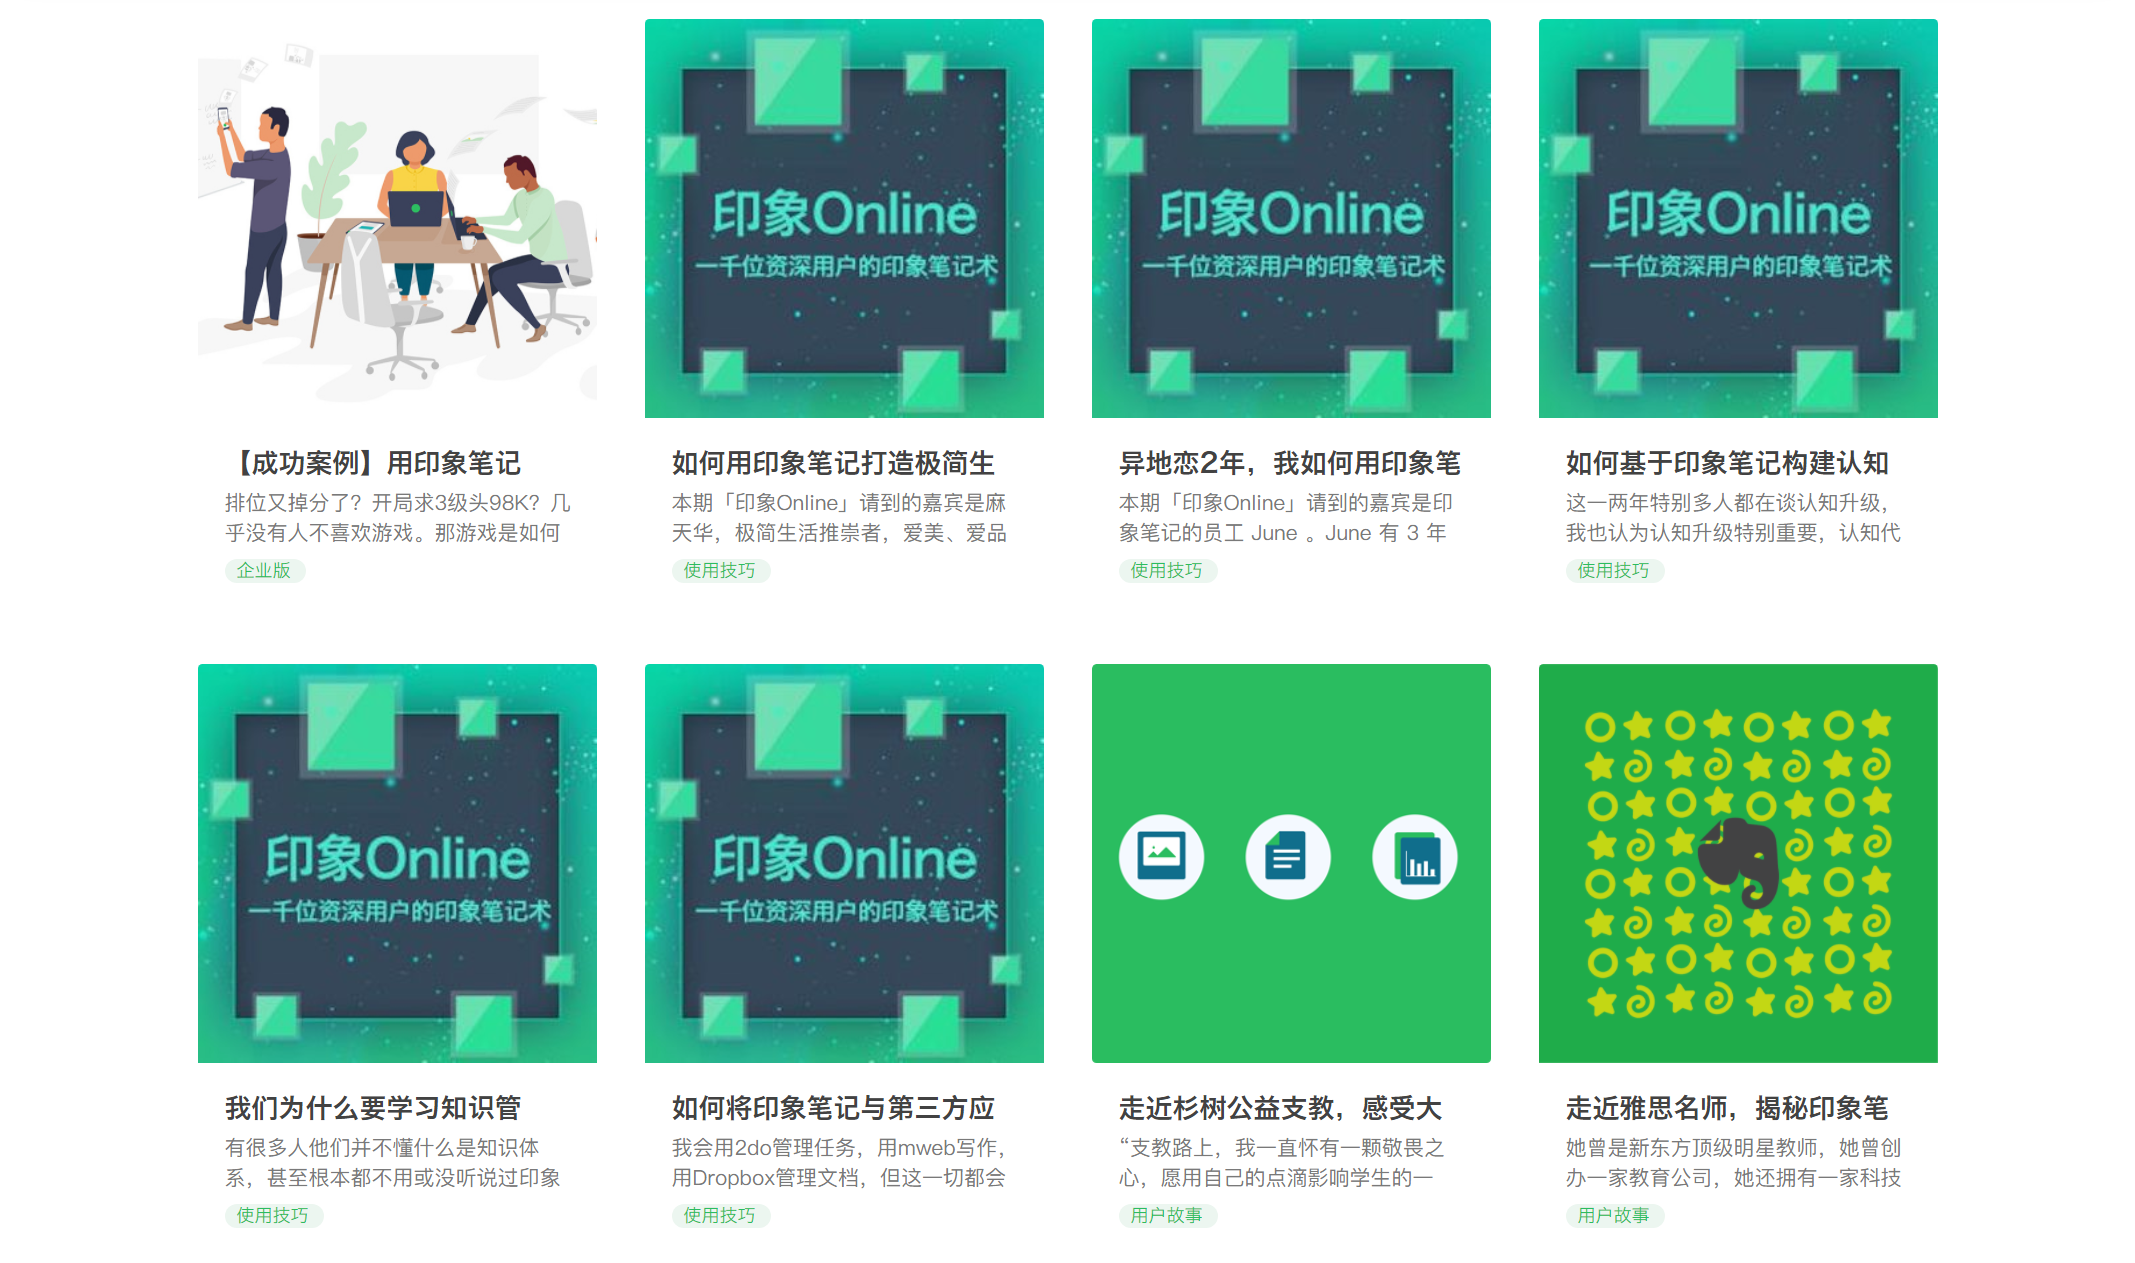 印象Online
一千位资深用户的印象笔记术
印象Online
一千位资深用户的印象笔记术
印象Online
一千位资深用户的印象笔记术
【成功案例】用印象笔记
排位又掉分了？开局求3级头98K？几
乎没有人不喜欢游戏。那游戏是如何
企业版
如何用印象笔记打造极简生
本期「印象Online」请到的嘉宾是麻
天华，极简生活推崇者，爱美、爱品
使用技巧
异地恋2年，我如何用印象笔
本期「印象Online」请到的嘉宾是印
象笔记的员工 June 。June 有 3 年
使用技巧
如何基于印象笔记构建认知
这一两年特别多人都在谈认知升级，
我也认为认知升级特别重要，认知代
使用技巧
印象Online
一千位资深用户的印象笔记术
印象Online
一千位资深用户的印象笔记术
我们为什么要学习知识管
有很多人他们并不懂什么是知识体
系，甚至根本都不用或没听说过印象
使用技巧
如何将印象笔记与第三方应
我会用2do管理任务，用mweb写作，
用Dropbox管理文档，但这一切都会
使用技巧
走近杉树公益支教，感受大
“支教路上，我一直怀有一颗敬畏之
心，愿用自己的点滴影响学生的一
用户故事
走近雅思名师，揭秘印象笔
她曾是新东方顶级明星教师，她曾创
办一家教育公司，她还拥有一家科技
用户故事